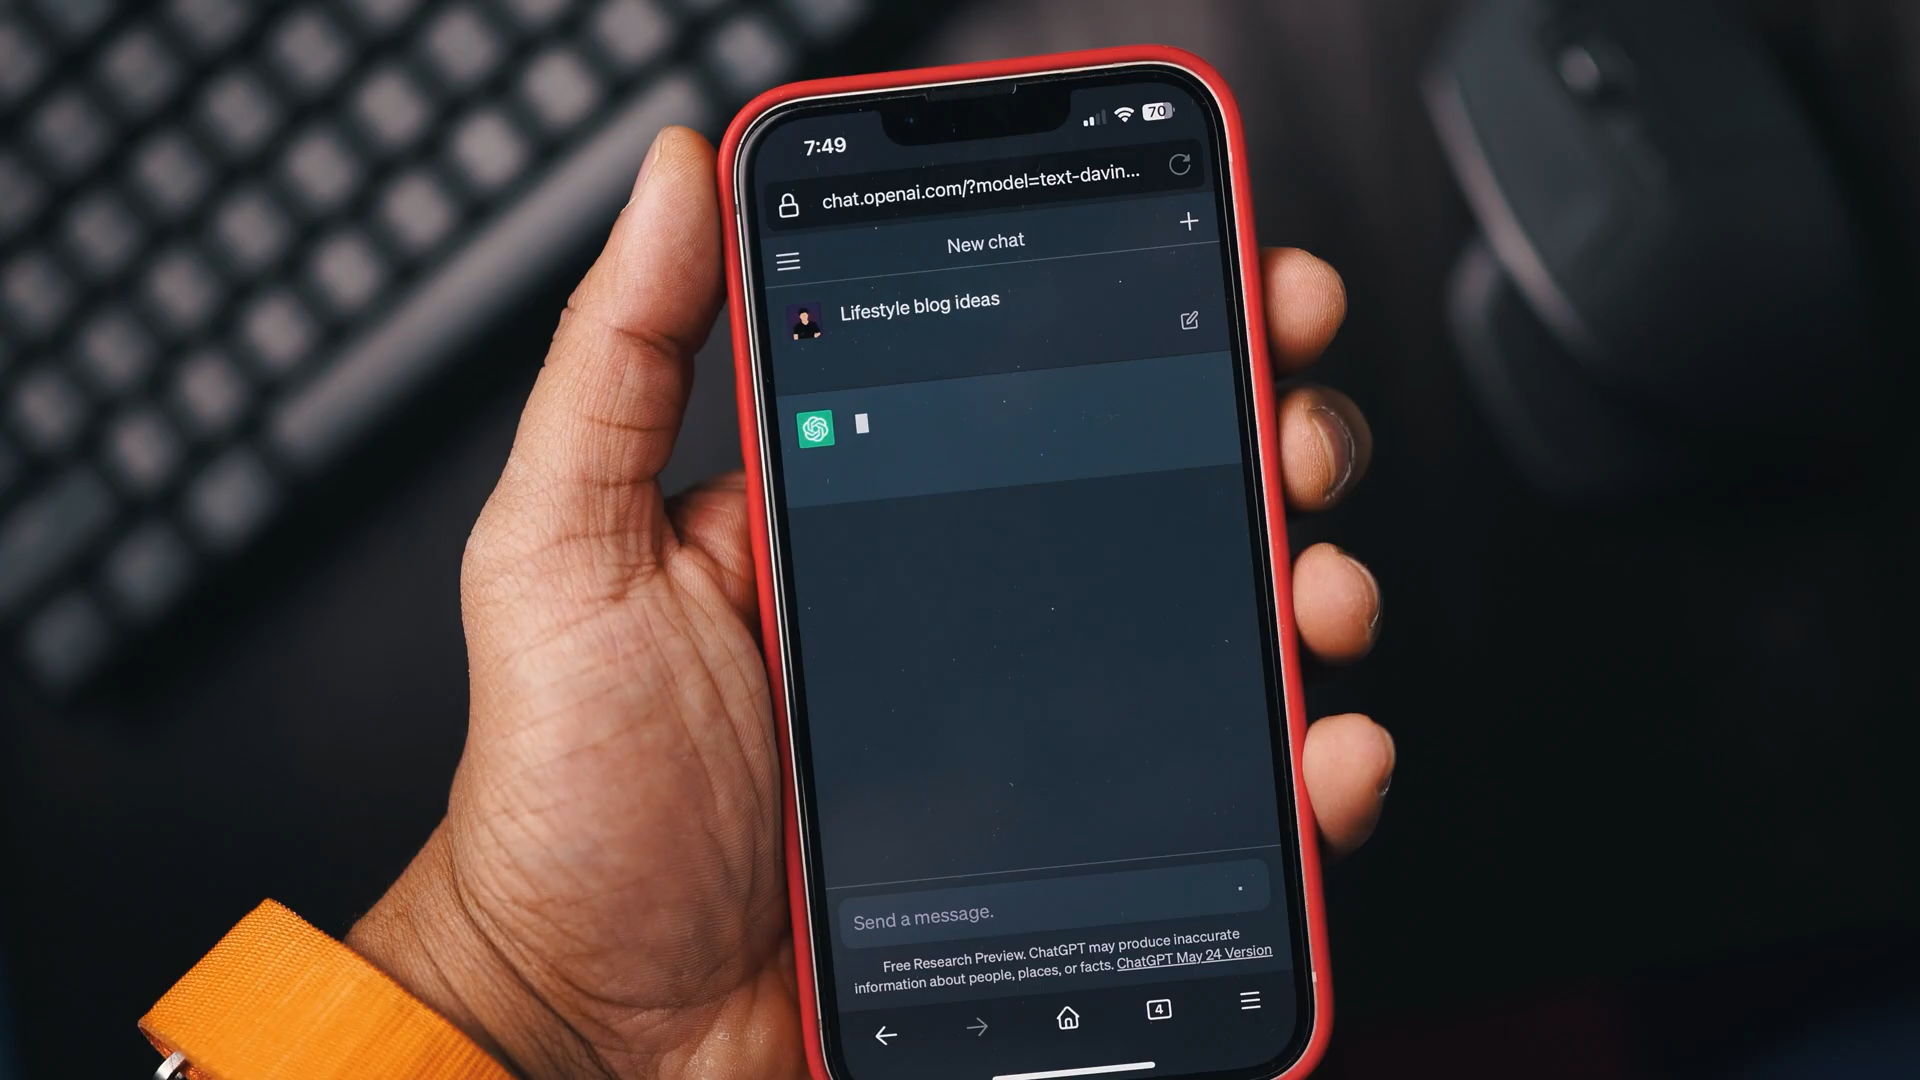 7:49
70
chat.openai.com/?model=text-davin...
New chat
Lifestyle blog ideas
Send a message.
Free Research Preview. ChatGPT may produce inaccurate
information about people, places, or facts. ChatGPT May 24 Version
4